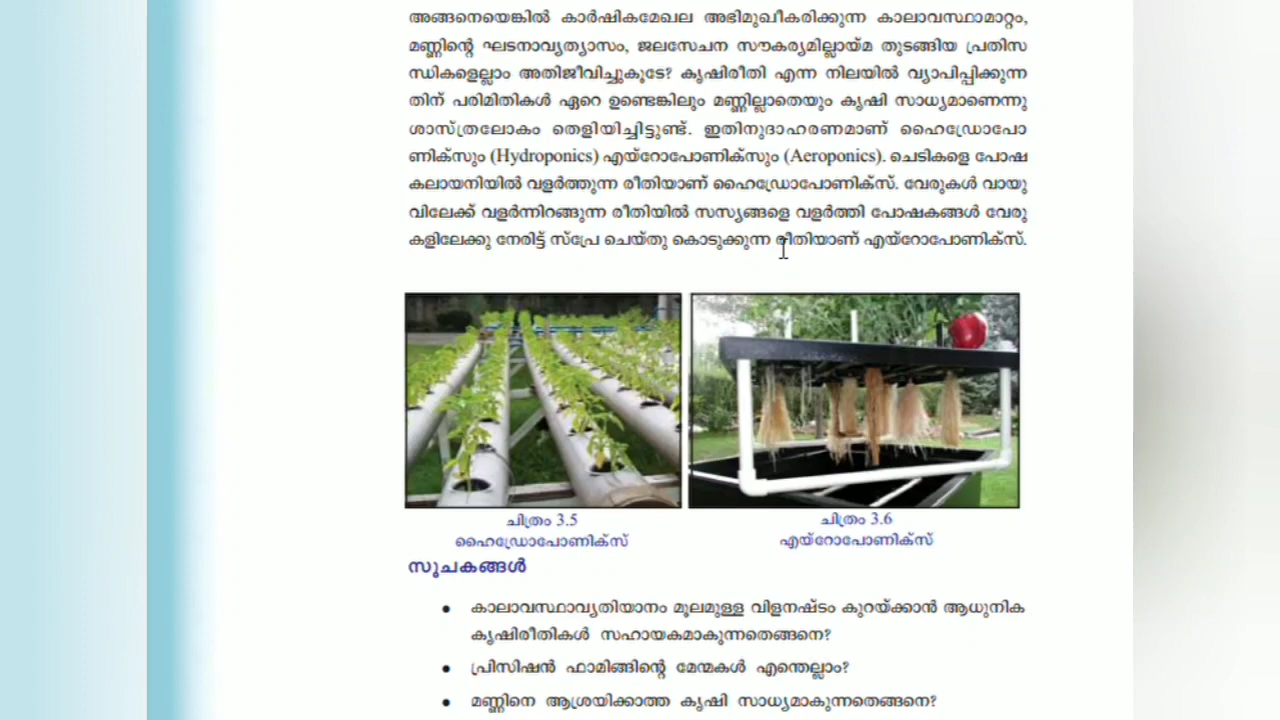 അങ്ങനെയെങ്കിൽ കാർഷികമേഖല അഭിമുഖീകരിക്കുന്ന കാലാവസ്ഥാമാറ്റം,
മണ്ണിന്റെ ഘടനാവ്യത്യാസം, ജലസേചന സൗകര്യമില്ലായ്മ തുടങ്ങിയ പ്രതിസ
ന്ധികളെല്ലാം അതിജീവിച്ചുകൂടേ? കൃഷിരീതി എന്ന നിലയിൽ വ്യാപിപ്പിക്കുന്ന
തിന് പരിമിതികൾ ഏറെ ഉണ്ടെങ്കിലും മണ്ണില്ലാതെയും കൃഷി സാധ്യമാണെന്നു
ശാസ്ത്രലോകം തെളിയിച്ചിട്ടുണ്ട്. ഇതിനുദാഹരണമാണ് ഹൈഡ്രോപോ
ണിക്സും (Hydroponics) എയ്റോപോണിക്സും (Aeroponics). ചെടികളെ പോഷ
കലായനിയിൽ വളർത്തുന്ന രീതിയാണ് ഹൈഡ്രോപോണിക്സ്. വേരുകൾ വായു
വിലേക്ക് വളർന്നിറങ്ങുന്ന രീതിയിൽ സസ്യങ്ങളെ വളർത്തി പോഷകങ്ങൾ വേരു
കളിലേക്കു നേരിട്ട് സ്പ്രേ ചെയ്തു കൊടുക്കുന്ന രീതിയാണ് എയ്റോപോണിക്സ്.
ചിത്രം 3.5
ഹൈഡ്രോപോണിക്സ്
ചിത്രം 3.6
എയ്റോപോണിക്സ്
സൂചകങ്ങൾ
• കാലാവസ്ഥാവ്യതിയാനം മൂലമുള്ള വിളനഷ്ടം കുറയ്ക്കാൻ ആധുനിക
കൃഷിരീതികൾ സഹായകമാകുന്നതെങ്ങനെ?
• പ്രിസിഷൻ ഫാമിങ്ങിന്റെ മേന്മകൾ എന്തെല്ലാം?
• മണ്ണിനെ ആശ്രയിക്കാത്ത കൃഷി സാധ്യമാകുന്നതെങ്ങനെ?